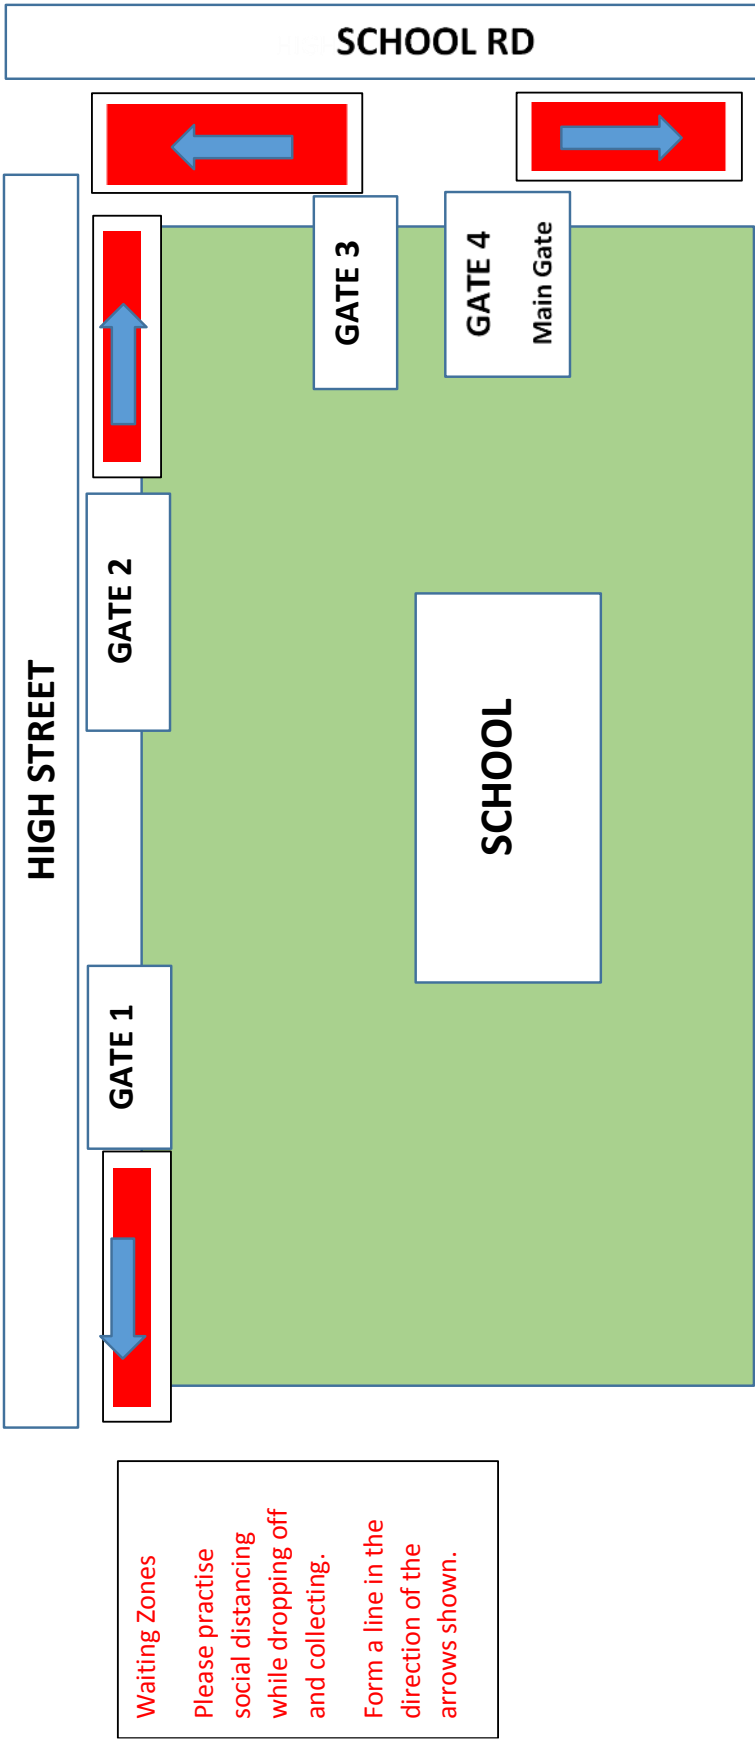 SCHOOL RD
HIGH STREET
GATE 1
GATE 2
GATE 3
GATE 4
Main Gate
SCHOOL
Waiting Zones
Please practise
social distancing
while dropping off
and collecting.
Form a line in the
direction of the
arrows shown.